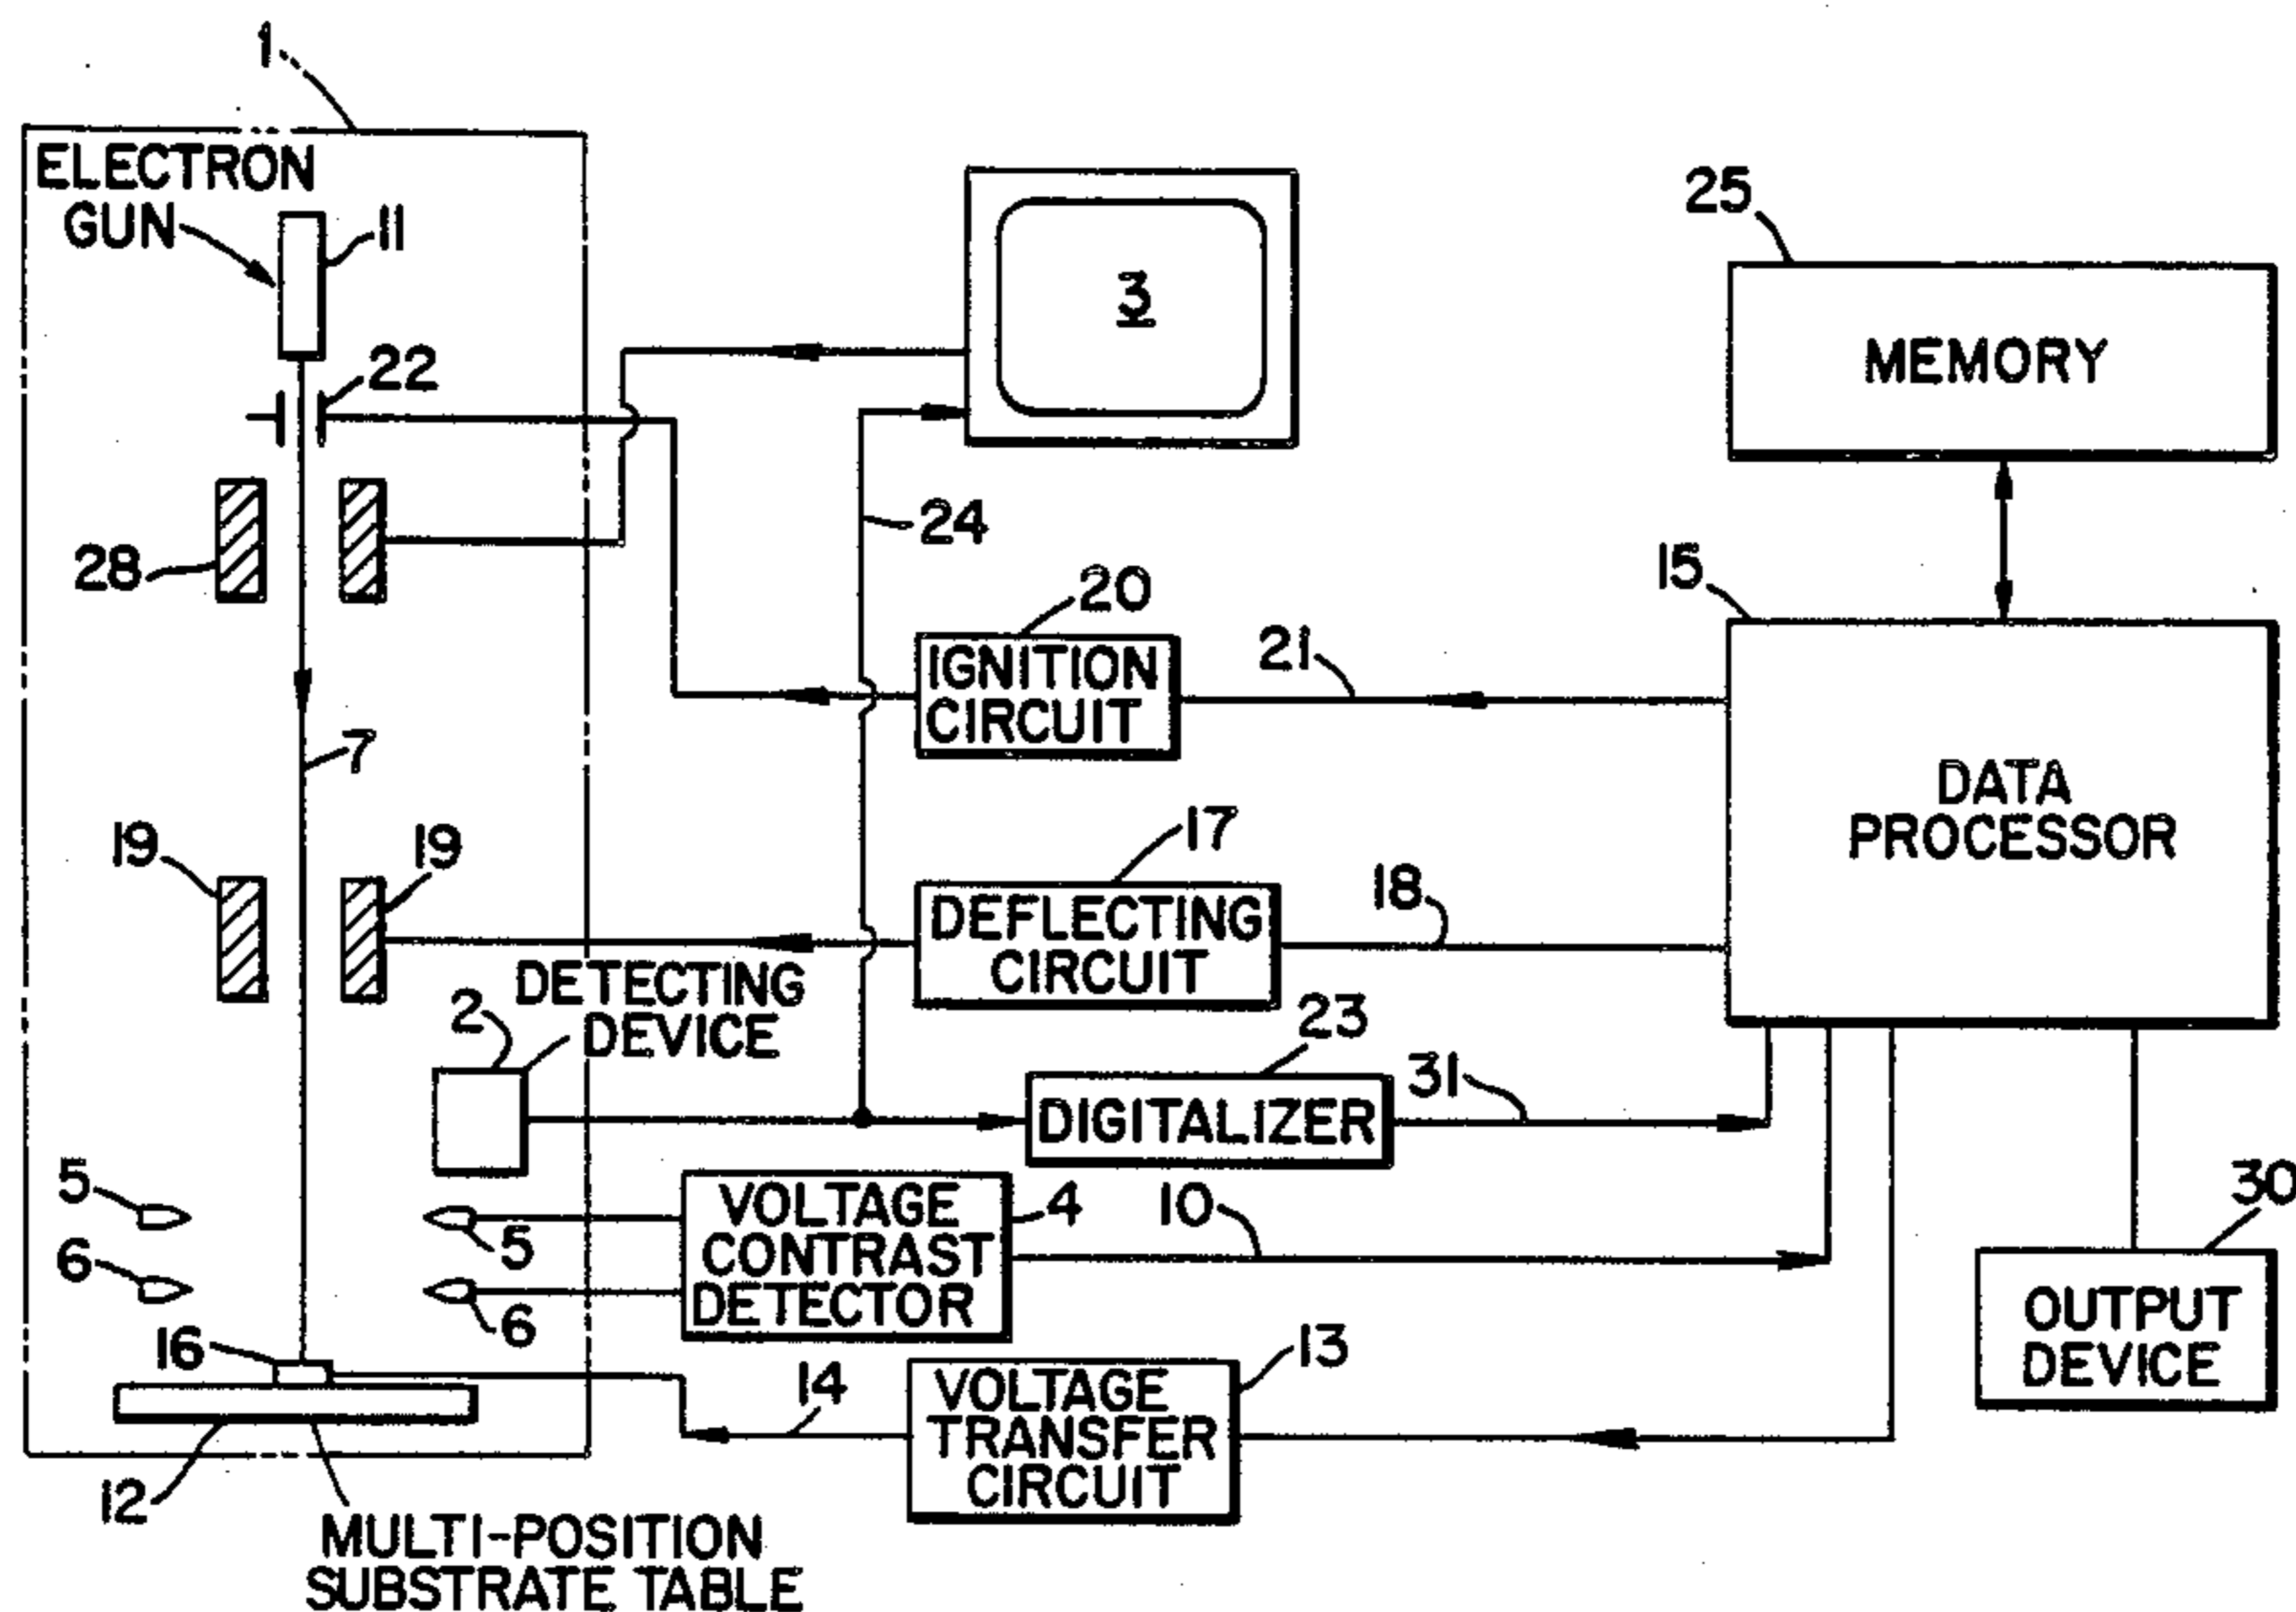 1
ELECTRON
GUN
11
22
28
7
19
19
2
DETECTING
DEVICE
5
5
6
6
16
12
MULTI-POSITION
SUBSTRATE TABLE
3
24
20
IGNITION
CIRCUIT
21
17
DEFLECTING
CIRCUIT
18
23
DIGITALIZER
31
VOLTAGE
CONTRAST
DETECTOR
4
10
14
VOLTAGE
TRANSFER
CIRCUIT
13
25
MEMORY
15
DATA
PROCESSOR
30
OUTPUT
DEVICE